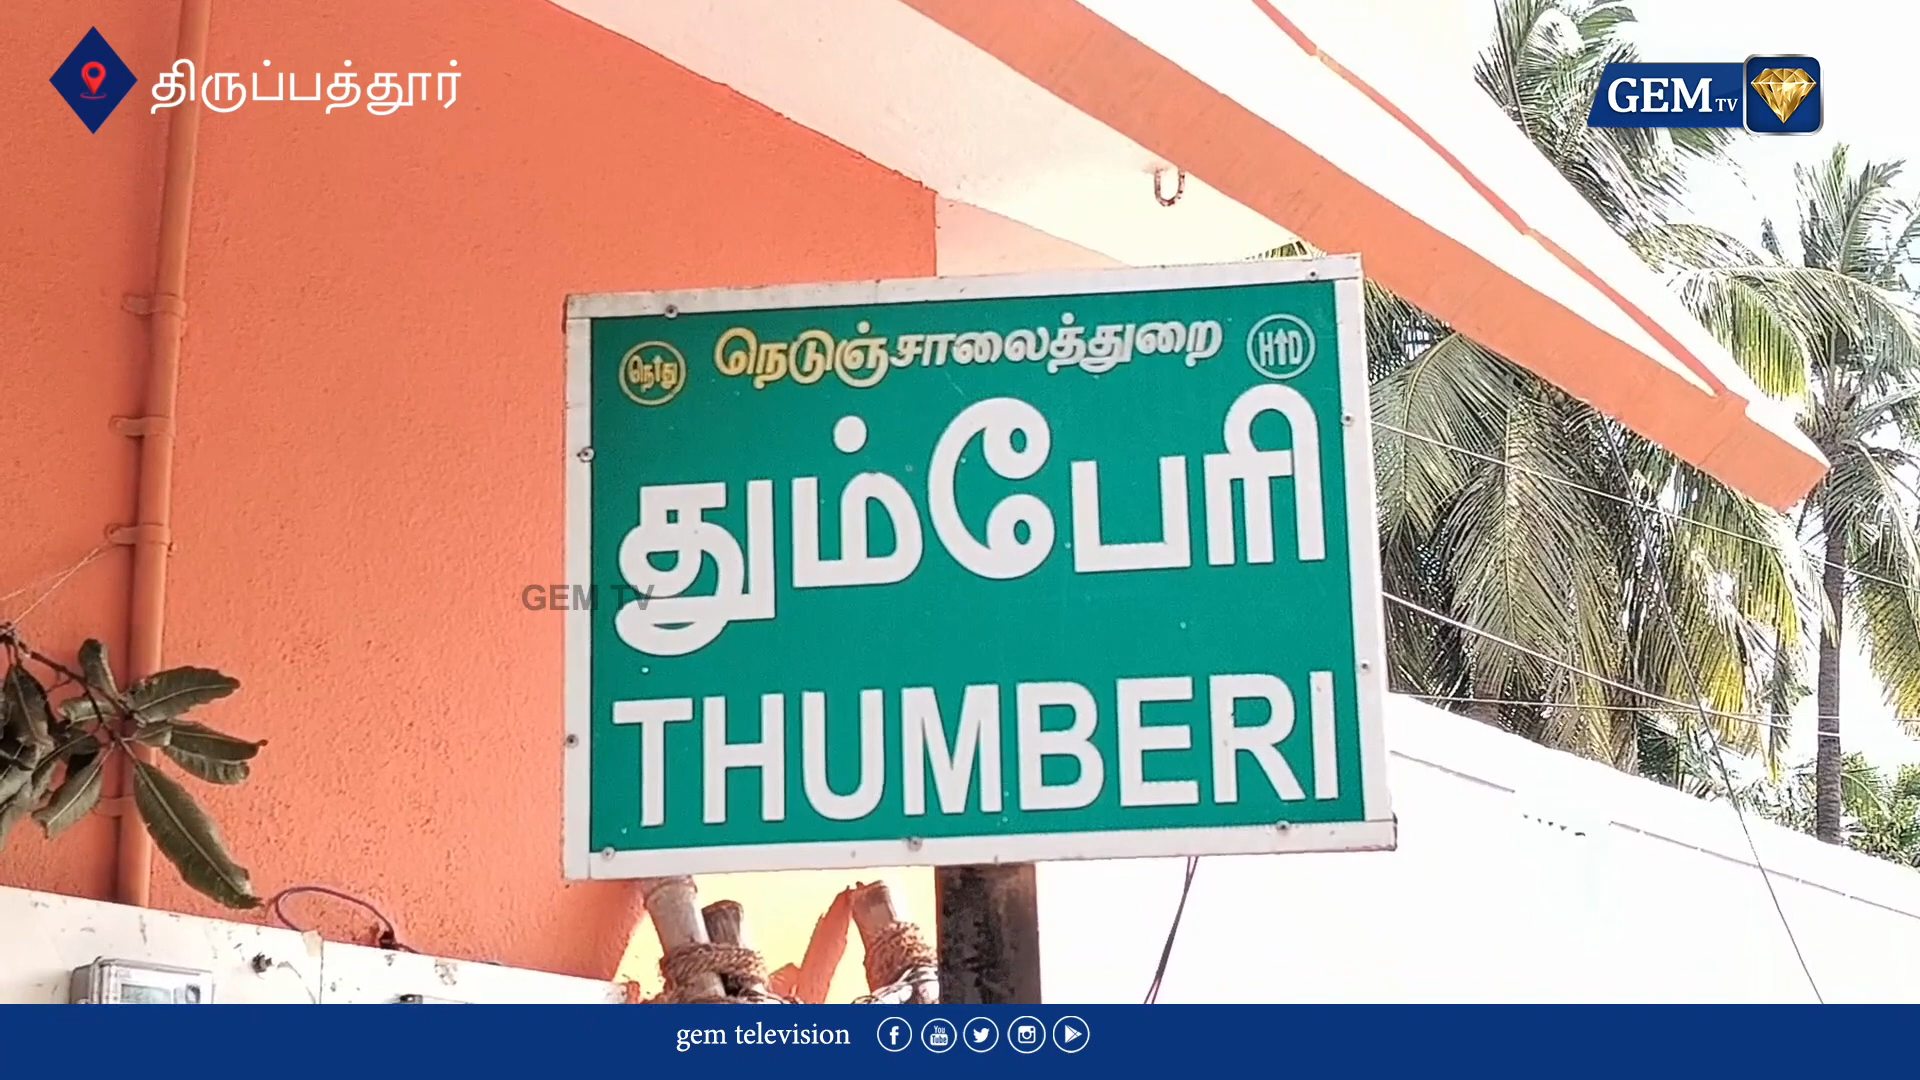 திருப்பத்தூர்
GEM TV
நெ↑து நெடுஞ்சாலைத்துறை H↑D
தும்பேரி
GEM TV
THUMBERI
gem television